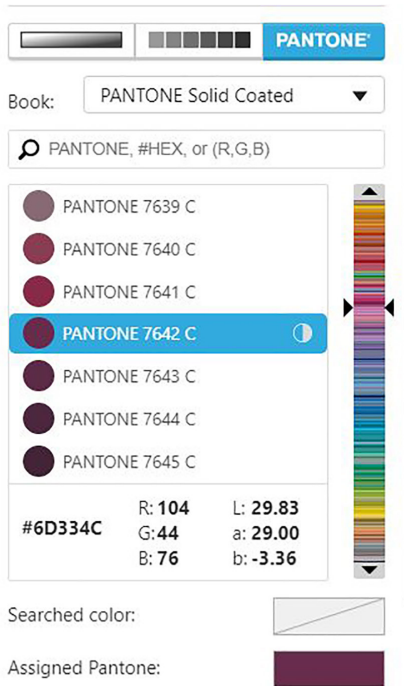 PANTONE®
Book: PANTONE Solid Coated
PANTONE, #HEX, or (R,G,B)
PANTONE 7639 C
PANTONE 7640 C
PANTONE 7641 C
PANTONE 7642 C
PANTONE 7643 C
PANTONE 7644 C
PANTONE 7645 C
R: 104 L: 29.83
#6D334C G:44 a: 29.00
B: 76 b: -3.36
Searched color:
Assigned Pantone: